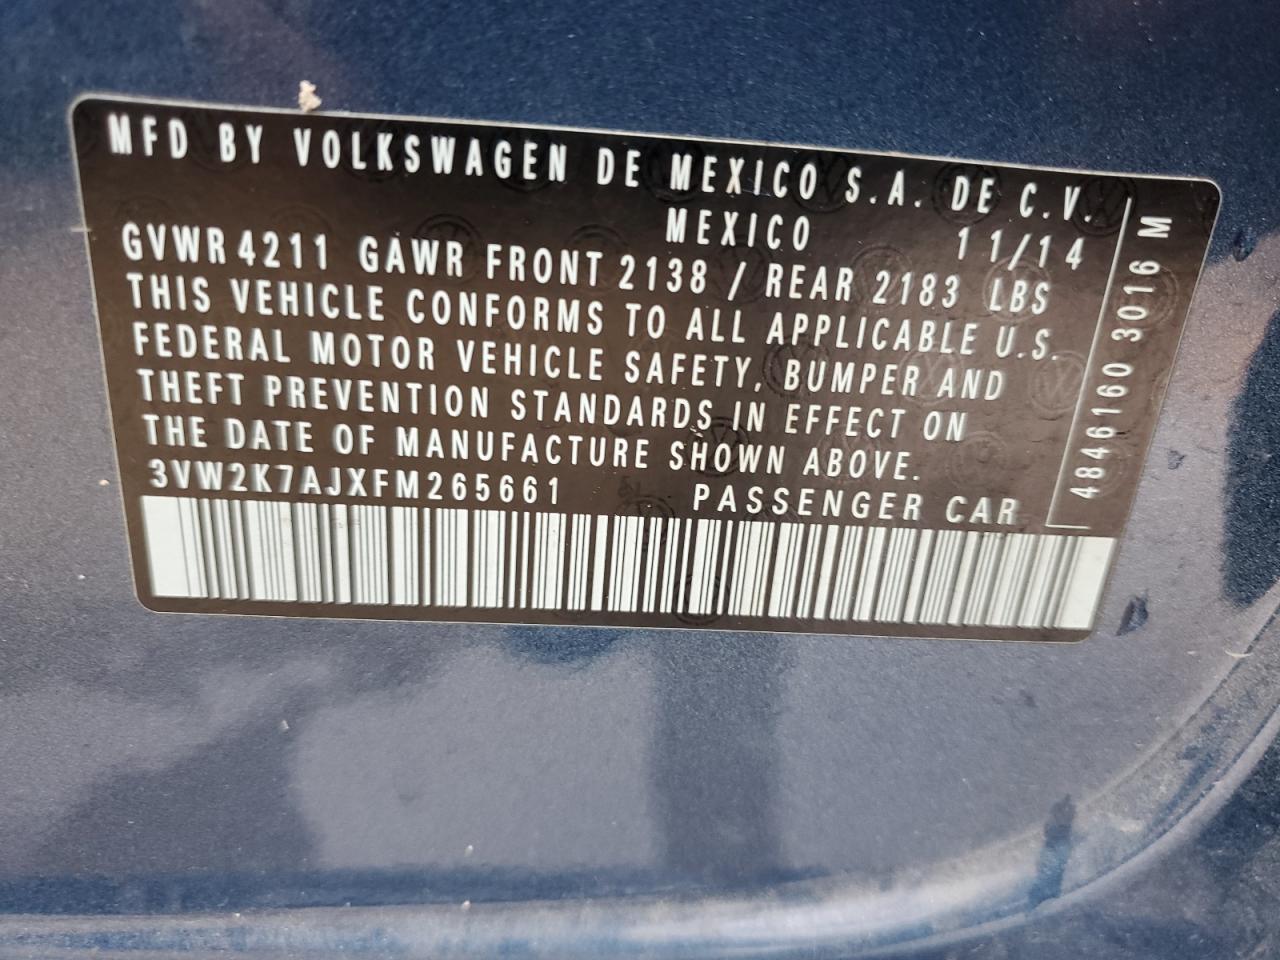 MFD BY VOLKSWAGEN DE MEXICO S.A. DE C.V.
MEXICO 11/14
GVWR 4211 GAWR FRONT 2138 / REAR 2183 LBS
THIS VEHICLE CONFORMS TO ALL APPLICABLE U.S.
FEDERAL MOTOR VEHICLE SAFETY, BUMPER AND
THEFT PREVENTION STANDARDS IN EFFECT ON
THE DATE OF MANUFACTURE SHOWN ABOVE.
3VW2K7AJXFM265661 PASSENGER CAR
4846160 3016 M